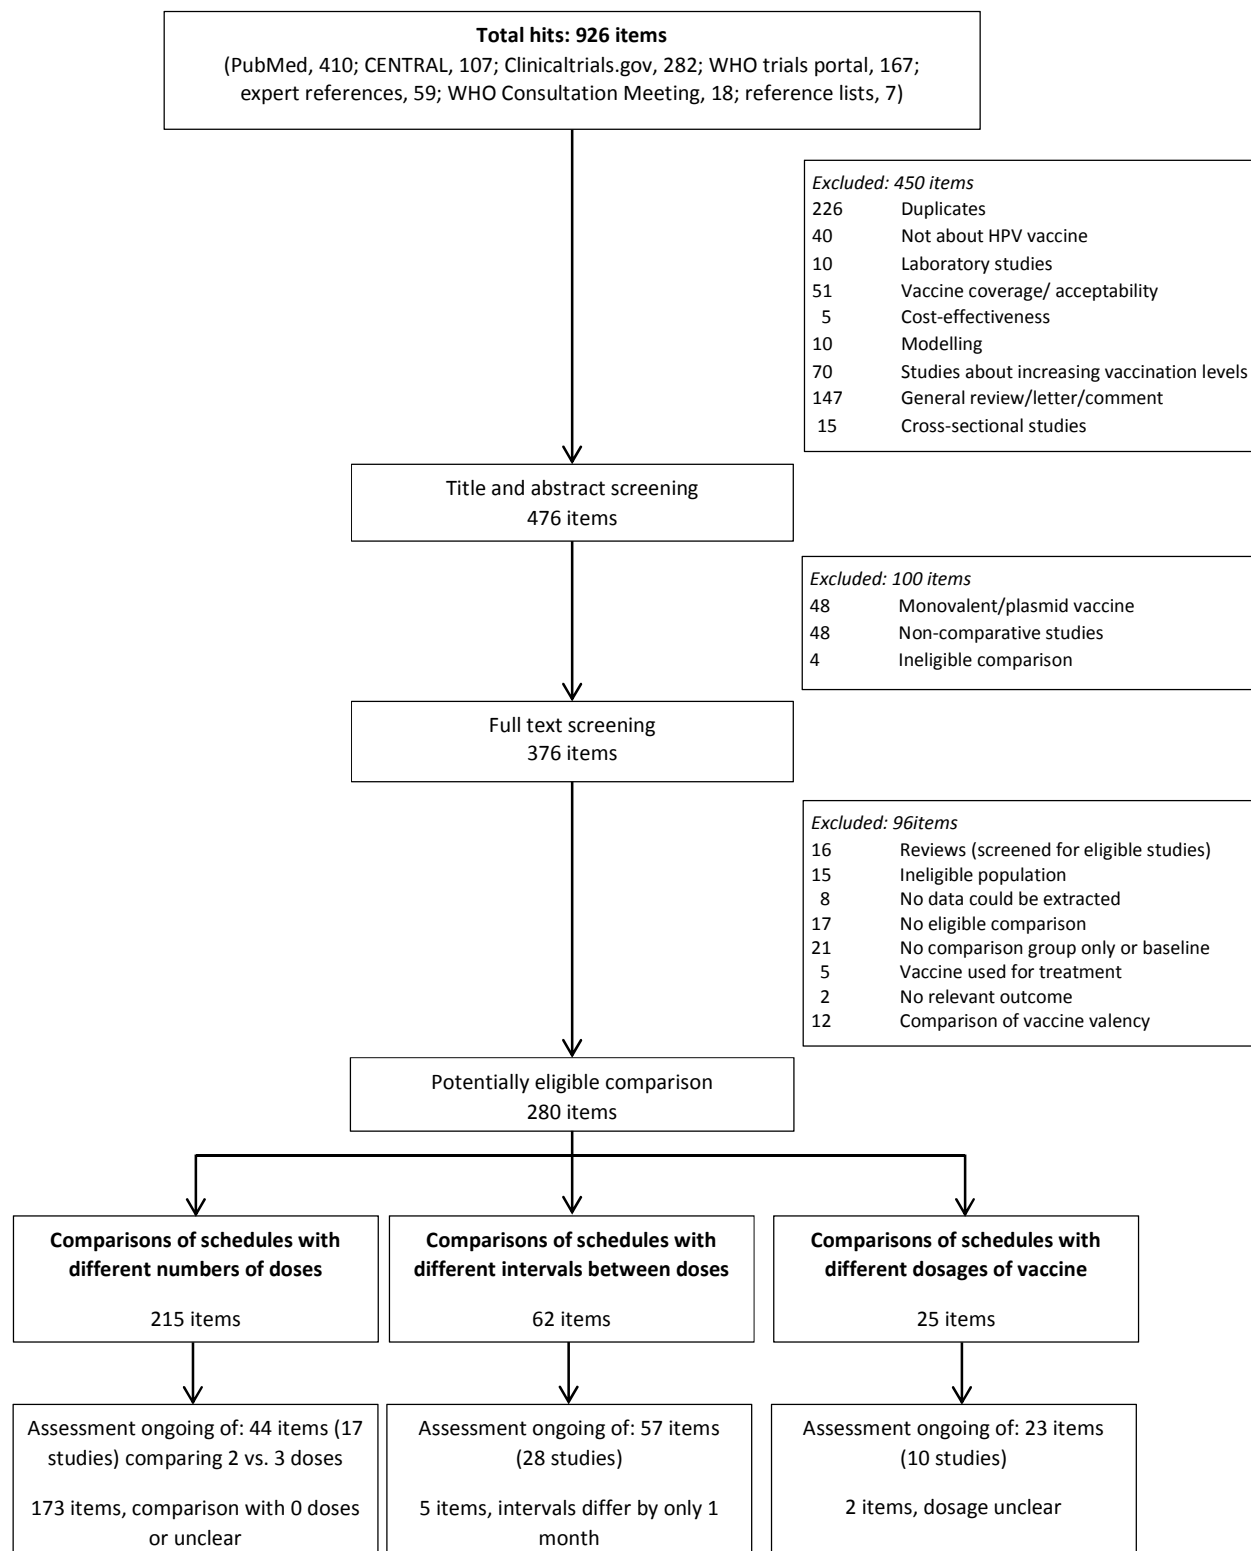 Total hits: 926 items
(PubMed, 410; CENTRAL, 107; Clinicaltrials.gov, 282; WHO trials portal, 167;
expert references, 59; WHO Consultation Meeting, 18; reference lists, 7)
Excluded: 450 items
226 Duplicates
40 Not about HPV vaccine
10 Laboratory studies
51 Vaccine coverage/ acceptability
5 Cost-effectiveness
10 Modelling
70 Studies about increasing vaccination levels
147 General review/letter/comment
15 Cross-sectional studies
Title and abstract screening
476 items
Excluded: 100 items
48 Monovalent/plasmid vaccine
48 Non-comparative studies
4 Ineligible comparison
Full text screening
376 items
Excluded: 96items
16 Reviews (screened for eligible studies)
15 Ineligible population
8 No data could be extracted
17 No eligible comparison
21 No comparison group only or baseline
5 Vaccine used for treatment
2 No relevant outcome
12 Comparison of vaccine valency
Potentially eligible comparison
280 items
Comparisons of schedules with
different numbers of doses
215 items
Comparisons of schedules with
different intervals between doses
62 items
Comparisons of schedules with
different dosages of vaccine
25 items
Assessment ongoing of: 44 items (17
studies) comparing 2 vs. 3 doses
173 items, comparison with 0 doses
or unclear
Assessment ongoing of: 57 items
(28 studies)
5 items, intervals differ by only 1
month
Assessment ongoing of: 23 items
(10 studies)
2 items, dosage unclear